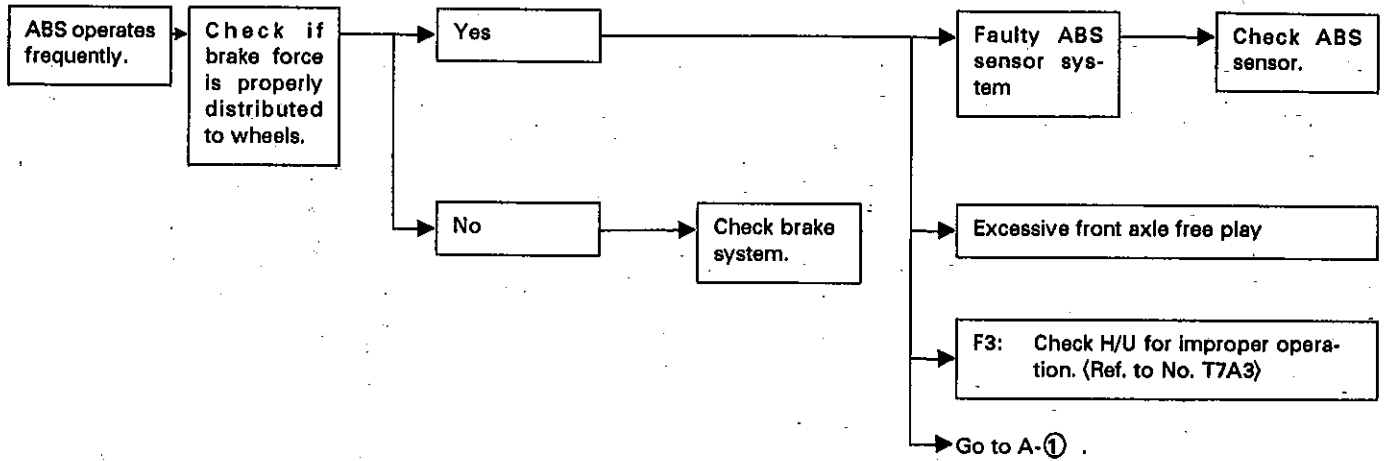 ABS operates
frequently.
Check if
brake force
is properly
distributed
to wheels.
Yes
Faulty ABS
sensor sys-
tem
Check ABS
sensor.
No
Check brake
system.
Excessive front axle free play
F3: Check H/U for improper opera-
tion. (Ref. to No. T7A3)
Go to A-① .